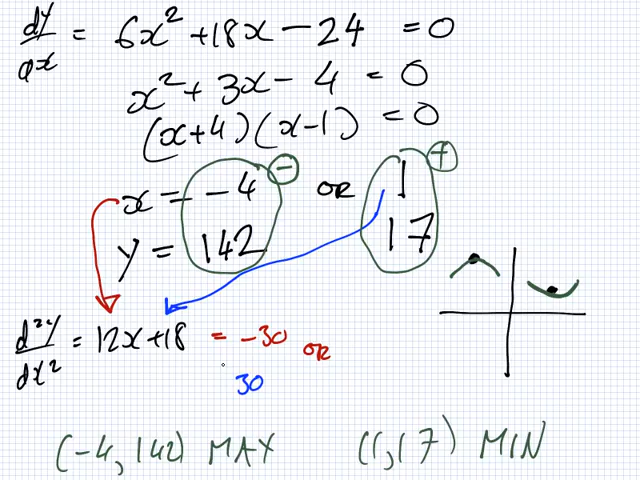 dy/dx = 6x² + 18x − 24 = 0
x² + 3x − 4 = 0
(x+4)(x−1) = 0
x = −4 − OR 1 +
y = 142 17
d²y/dx² = 12x + 18 = −30 OR
30
(−4, 142) MAX (1, 17) MIN